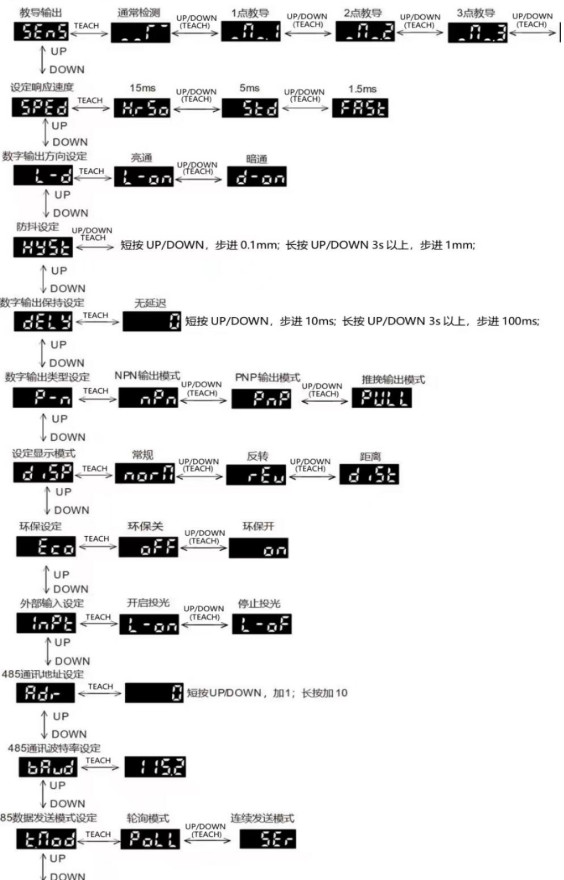 教导输出 通常检测 1点教导 2点教导 3点教导
SEnS TEACH UP/DOWN (TEACH) _n_.1 UP/DOWN (TEACH) _n_.2 UP/DOWN (TEACH) _n_.3 UP/DOWN (TEACH)
UP
DOWN
设定响应速度 15ms 5ms 1.5ms
SPEd TEACH Hr5o UP/DOWN (TEACH) Std UP/DOWN (TEACH) FASt
UP
DOWN
数字输出方向设定 亮通 暗通
L-d TEACH L-on UP/DOWN (TEACH) d-on
UP
DOWN
防抖设定
HYSt UP/DOWN TEACH 短按 UP/DOWN，步进 0.1mm; 长按 UP/DOWN 3s 以上，步进 1mm;
UP
DOWN
数字输出保持设定 无延迟
dELY TEACH 0 短按 UP/DOWN，步进 10ms; 长按 UP/DOWN 3s 以上，步进 100ms;
UP
DOWN
数字输出类型设定 NPN输出模式 PNP输出模式 推挽输出模式
P-n TEACH nPn UP/DOWN (TEACH) PnP UP/DOWN (TEACH) PULL
UP
DOWN
设定显示模式 常规 反转 距离
diSP TEACH norM UP/DOWN (TEACH) rEv UP/DOWN (TEACH) diSt
UP
DOWN
环保设定 环保关 环保开
Eco TEACH oFF UP/DOWN (TEACH) on
UP
DOWN
外部输入设定 开启投光 停止投光
InPt TEACH L-on UP/DOWN (TEACH) L-oF
UP
DOWN
485通讯地址设定
Adr TEACH 0 短按UP/DOWN，加1；长按加10
UP
DOWN
485通讯波特率设定
bAud TEACH 115.2
UP
DOWN
85数据发送模式设定 轮询模式 连续发送模式
tMod TEACH PoLL UP/DOWN (TEACH) SEr
UP
DOWN